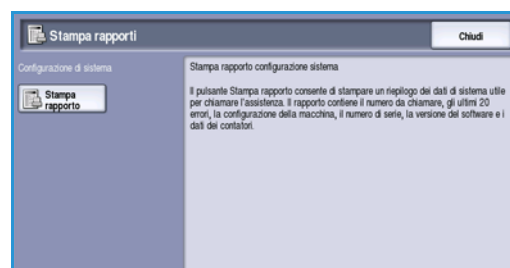 Stampa rapporti
Chiudi
Configurazione di sistema
Stampa
rapporto
Stampa rapporto configurazione sistema
Il pulsante Stampa rapporto consente di stampare un riepilogo dei dati di sistema utile
per chiamare l'assistenza. Il rapporto contiene il numero da chiamare, gli ultimi 20
errori, la configurazione della macchina, il numero di serie, la versione del software e i
dati dei contatori.